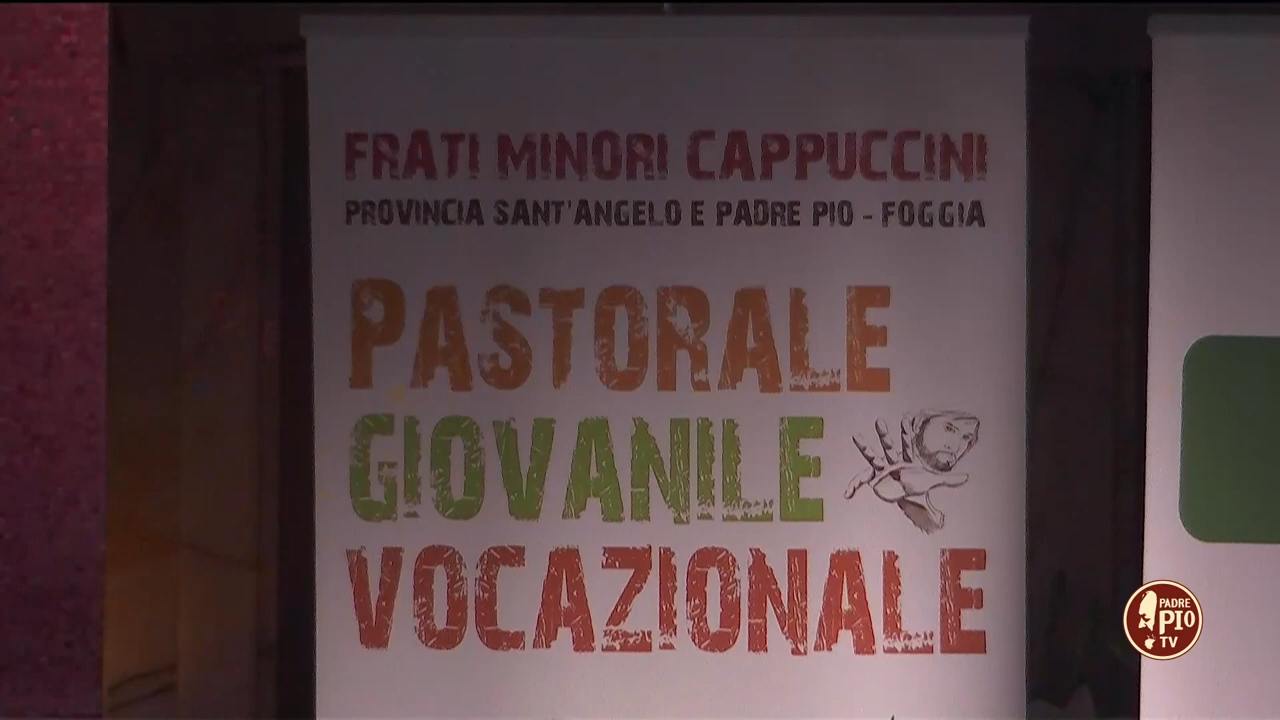 FRATI MINORI CAPPUCCINI
PROVINCIA SANT'ANGELO E PADRE PIO - FOGGIA
PASTORALE
GIOVANILE
VOCAZIONALE
PADRE
PIO
TV